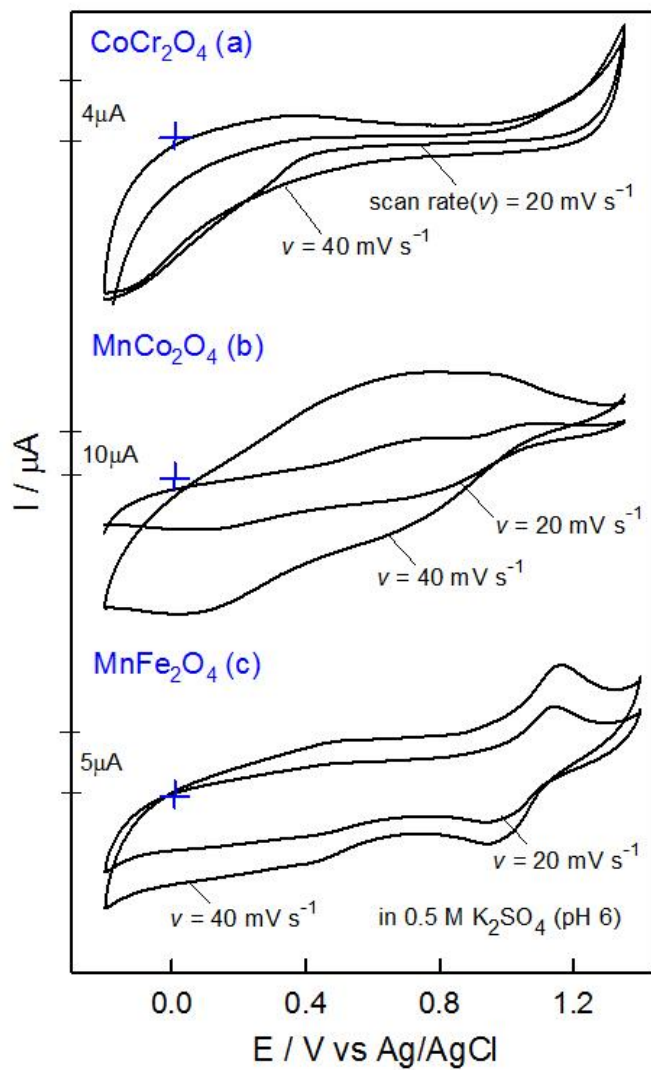 CoCr₂O₄ (a)
4μA
scan rate(v) = 20 mV s⁻¹
v = 40 mV s⁻¹
MnCo₂O₄ (b)
10μA
v = 20 mV s⁻¹
v = 40 mV s⁻¹
MnFe₂O₄ (c)
5μA
v = 20 mV s⁻¹
v = 40 mV s⁻¹
in 0.5 M K₂SO₄ (pH 6)
I / μA
0.0 0.4 0.8 1.2
E / V vs Ag/AgCl